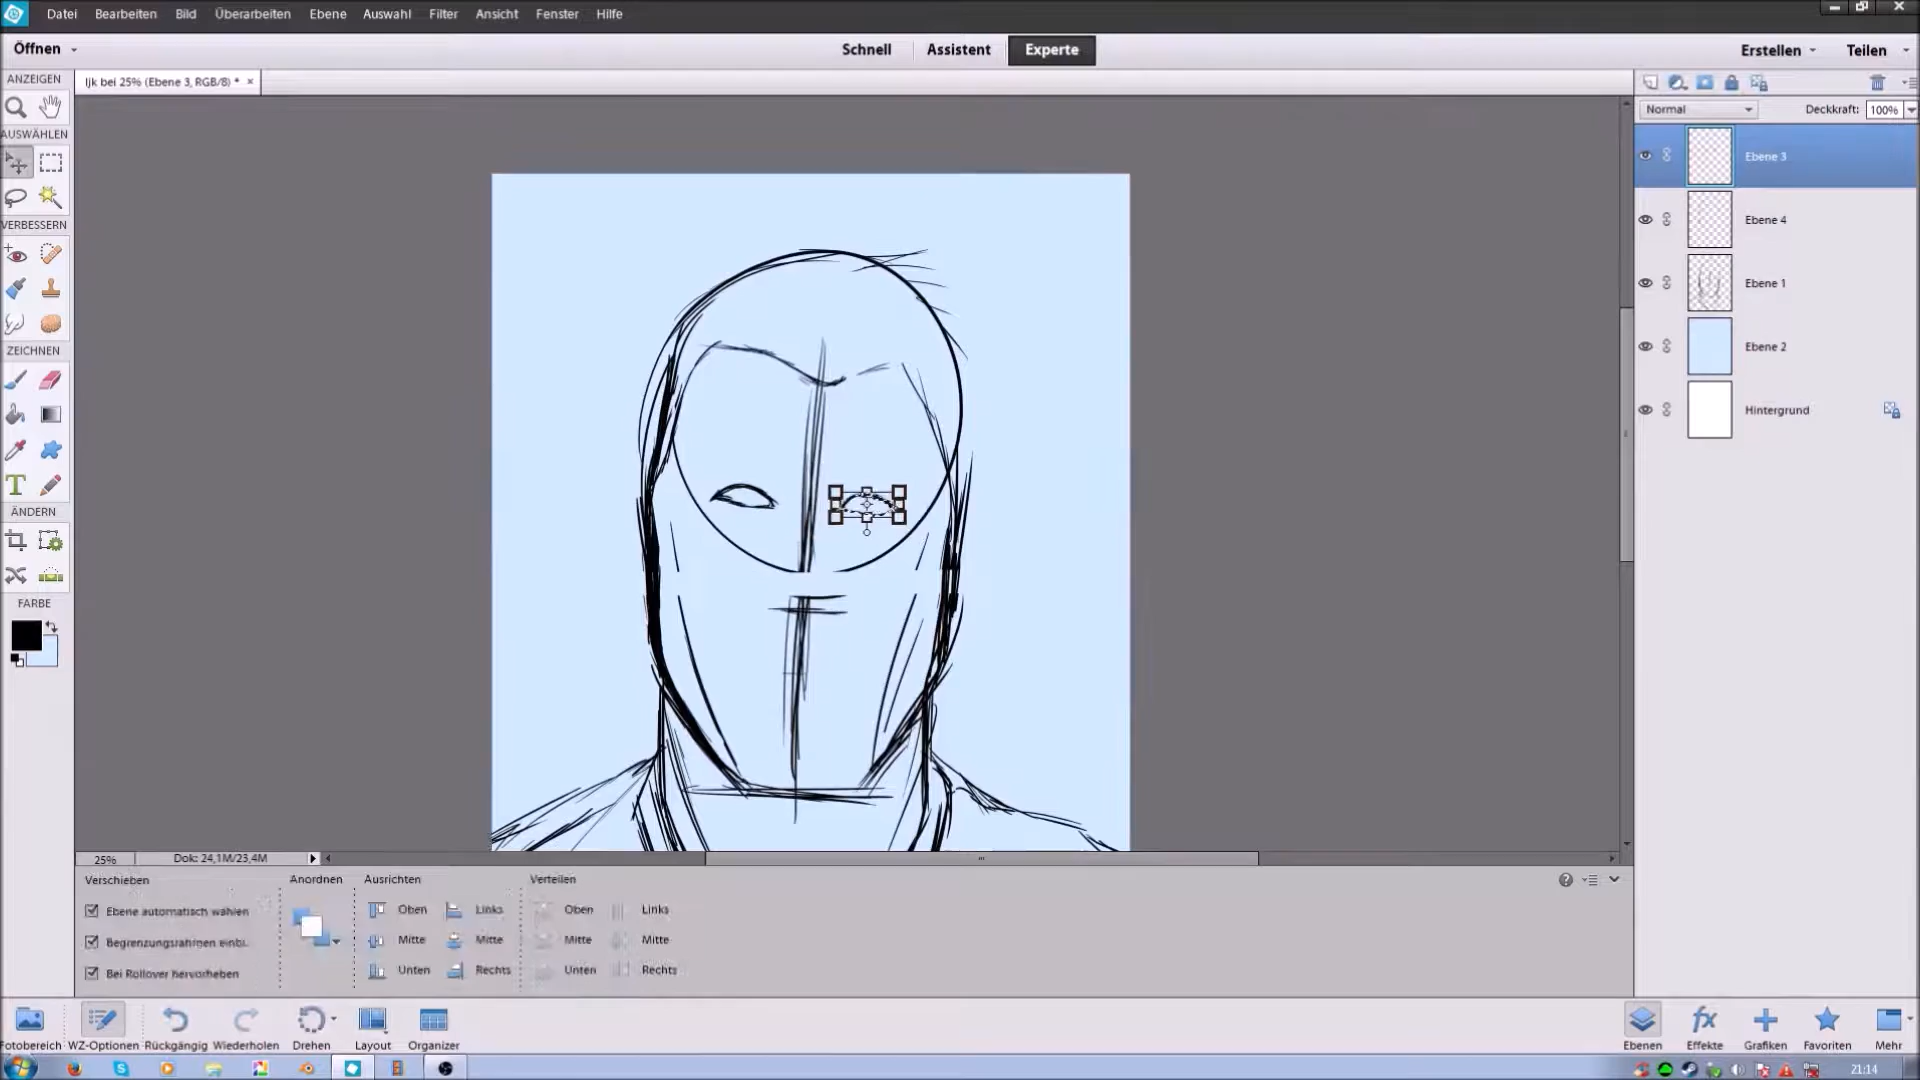 Datei Bearbeiten Bild Überarbeiten Ebene Auswahl Filter Ansicht Fenster Hilfe
Öffnen Schnell Assistent Experte Erstellen Teilen
ANZEIGEN
ljk bei 25% (Ebene 3, RGB/8) * ×
Normal Deckkraft: 100%
AUSWÄHLEN
Ebene 3
VERBESSERN
Ebene 4
Ebene 1
ZEICHNEN
Ebene 2
Hintergrund
T
ÄNDERN
FARBE
25% Dok: 24,1M/23,4M
Verschieben Anordnen Ausrichten Verteilen
Ebene automatisch wählen Oben Links Oben Links
Begrenzungsrahmen einbl. Mitte Mitte Mitte Mitte
Bei Rollover hervorheben Unten Rechts Unten Rechts
Fotobereich WZ-Optionen Rückgängig Wiederholen Drehen Layout Organizer fx Ebenen Effekte Grafiken Favoriten Mehr
21:14